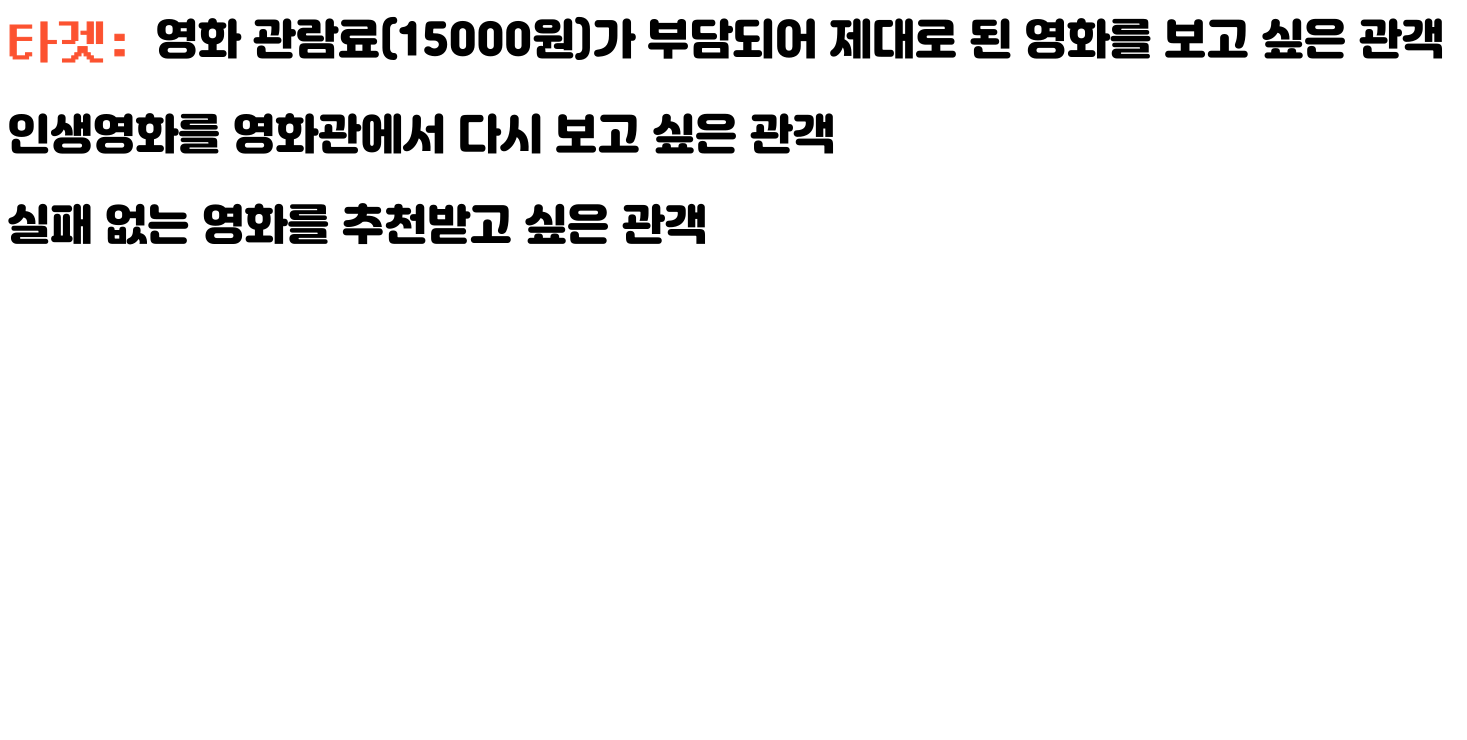 타겟: 영화 관람료(15000원)가 부담되어 제대로 된 영화를 보고 싶은 관객
인생영화를 영화관에서 다시 보고 싶은 관객
실패 없는 영화를 추천받고 싶은 관객